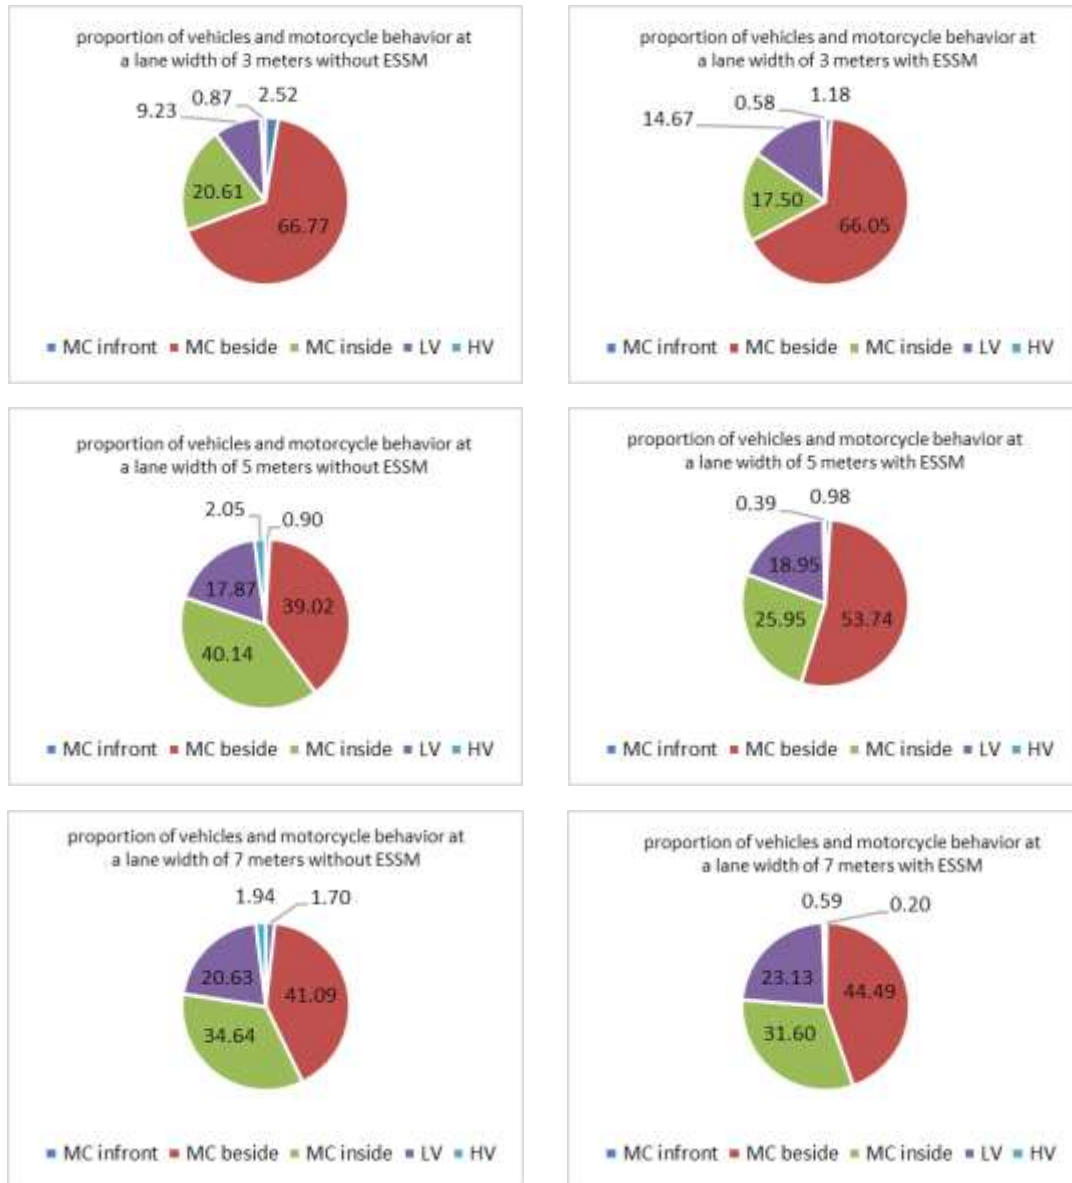 proportion of vehicles and motorcycle behavior at
a lane width of 3 meters without ESSM
9.23
0.87
2.52
20.61
66.77
MC infront MC beside MC inside LV HV
proportion of vehicles and motorcycle behavior at
a lane width of 3 meters with ESSM
14.67
0.58
1.18
17.50
66.05
MC infront MC beside MC inside LV HV
proportion of vehicles and motorcycle behavior at
a lane width of 5 meters without ESSM
2.05
0.90
17.87
39.02
40.14
MC infront MC beside MC inside LV HV
proportion of vehicles and motorcycle behavior at
a lane width of 5 meters with ESSM
0.39
0.98
18.95
25.95
53.74
MC infront MC beside MC inside LV HV
proportion of vehicles and motorcycle behavior at
a lane width of 7 meters without ESSM
1.94
1.70
20.63
41.09
34.64
MC infront MC beside MC inside LV HV
proportion of vehicles and motorcycle behavior at
a lane width of 7 meters with ESSM
0.59
0.20
23.13
44.49
31.60
MC infront MC beside MC inside LV HV